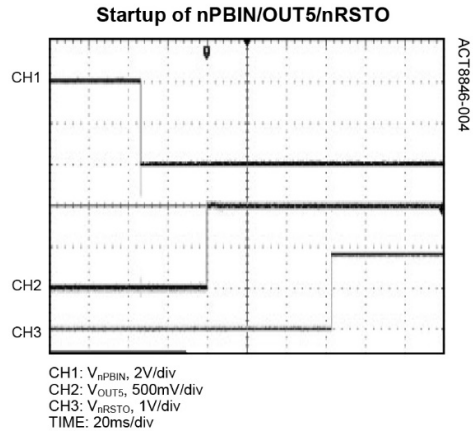 Startup of nPBIN/OUT5/nRSTO
ACT8846-004
CH1
CH2
CH3
CH1: VnPBIN, 2V/div
CH2: VOUT5, 500mV/div
CH3: VnRSTO, 1V/div
TIME: 20ms/div